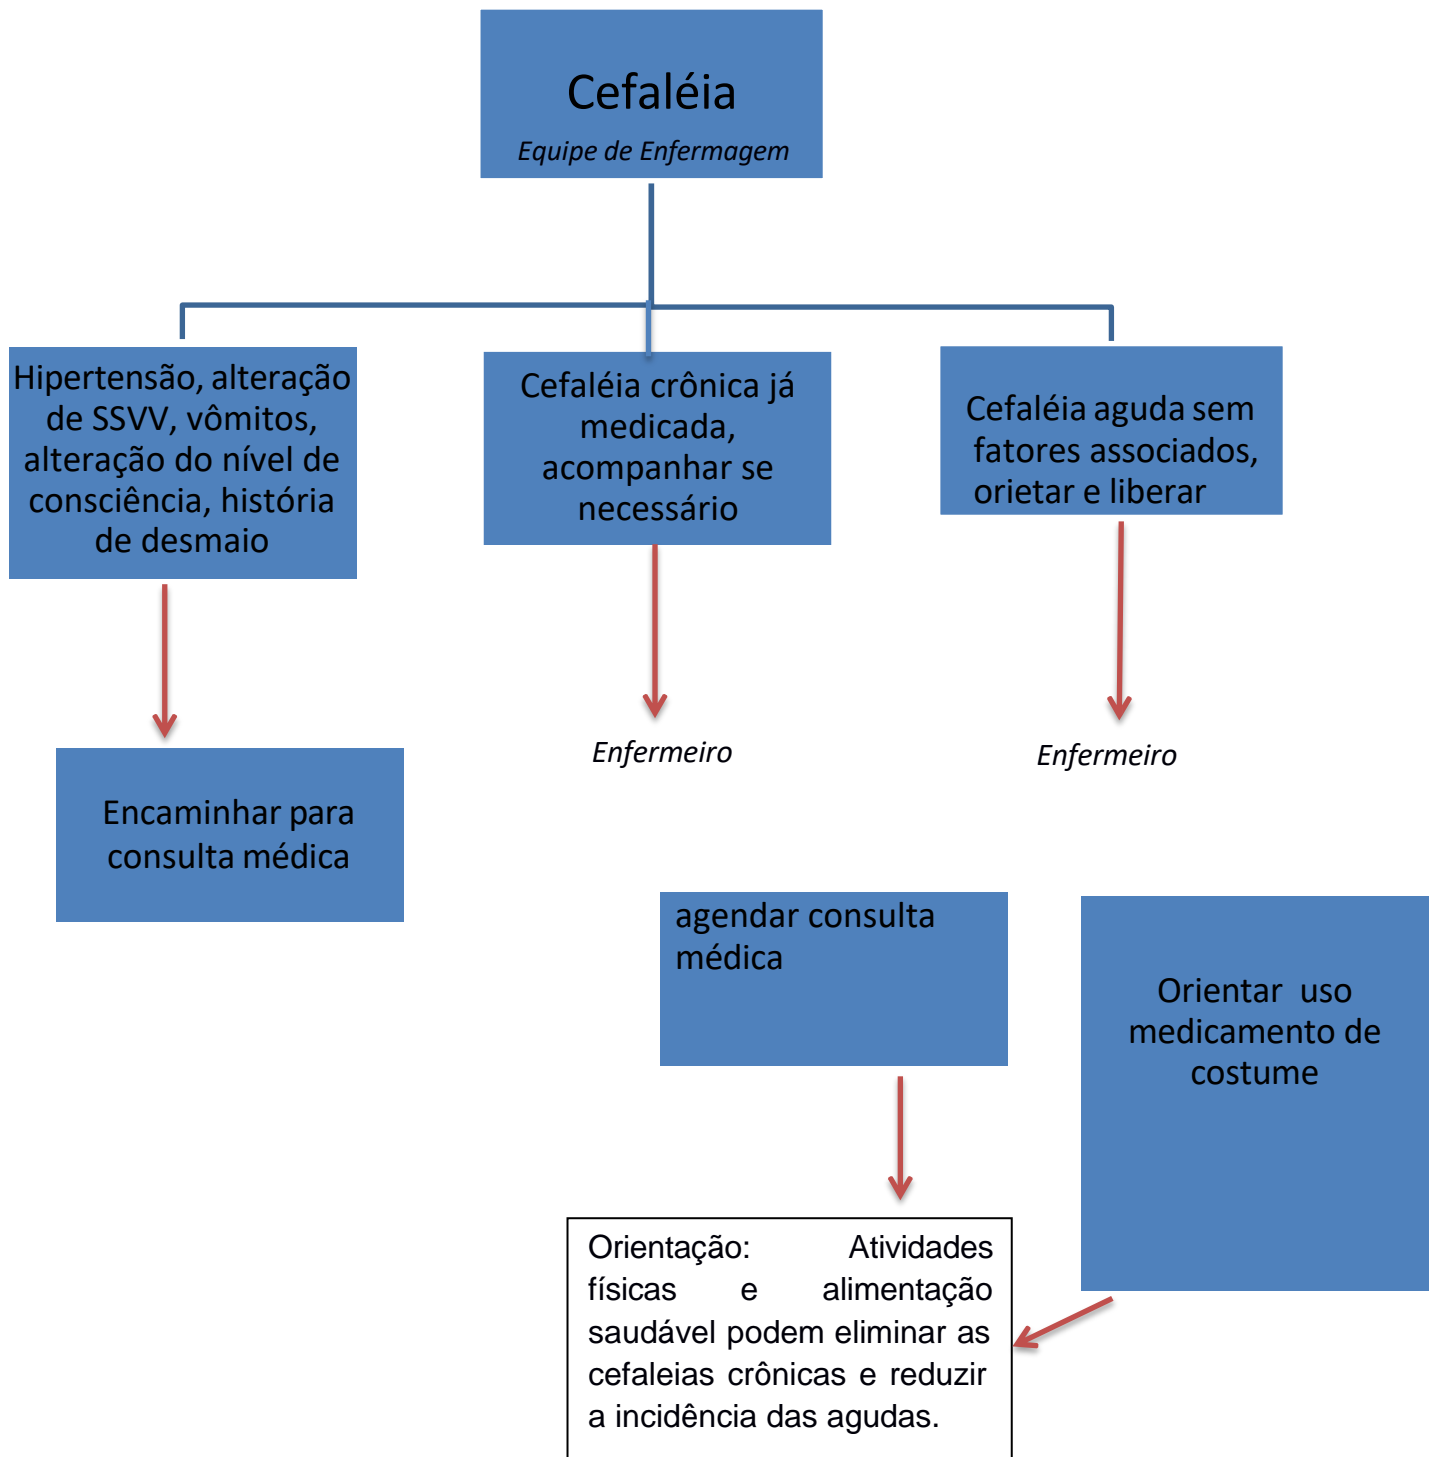 Cefaléia
Equipe de Enfermagem
Hipertensão, alteração
de SSVV, vômitos,
alteração do nível de
consciência, história
de desmaio
Cefaléia crônica já
medicada,
acompanhar se
necessário
Cefaléia aguda sem
fatores associados,
orietar e liberar
Enfermeiro
Enfermeiro
Encaminhar para
consulta médica
agendar consulta
médica
Orientar uso
medicamento de
costume
Orientação: Atividades
físicas e alimentação
saudável podem eliminar as
cefaleias crônicas e reduzir
a incidência das agudas.